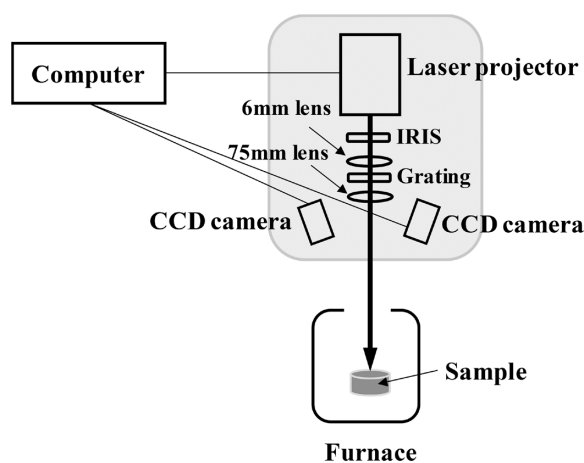 Computer
Laser projector
6mm lens
IRIS
75mm lens
Grating
CCD camera
CCD camera
Sample
Furnace